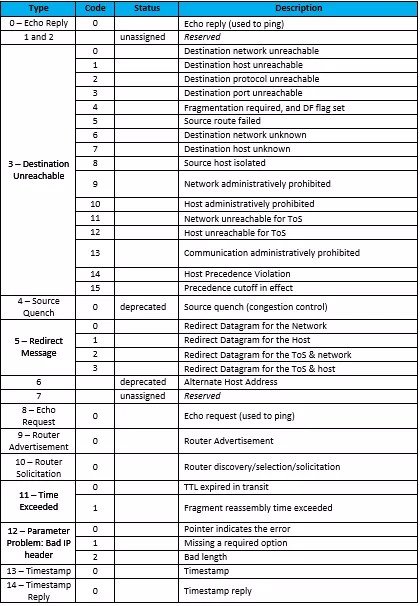 Type Code Status Description
0 – Echo Reply 0 Echo reply (used to ping)
1 and 2 unassigned Reserved
3 – Destination Unreachable
0 Destination network unreachable
1 Destination host unreachable
2 Destination protocol unreachable
3 Destination port unreachable
4 Fragmentation required, and DF flag set
5 Source route failed
6 Destination network unknown
7 Destination host unknown
8 Source host isolated
9 Network administratively prohibited
10 Host administratively prohibited
11 Network unreachable for ToS
12 Host unreachable for ToS
13 Communication administratively prohibited
14 Host Precedence Violation
15 Precedence cutoff in effect
4 – Source Quench 0 deprecated Source quench (congestion control)
5 – Redirect Message
0 Redirect Datagram for the Network
1 Redirect Datagram for the Host
2 Redirect Datagram for the ToS & network
3 Redirect Datagram for the ToS & host
6 deprecated Alternate Host Address
7 unassigned Reserved
8 – Echo Request 0 Echo request (used to ping)
9 – Router Advertisement 0 Router Advertisement
10 – Router Solicitation 0 Router discovery/selection/solicitation
11 – Time Exceeded
0 TTL expired in transit
1 Fragment reassembly time exceeded
12 – Parameter Problem: Bad IP header
0 Pointer indicates the error
1 Missing a required option
2 Bad length
13 – Timestamp 0 Timestamp
14 – Timestamp Reply 0 Timestamp reply